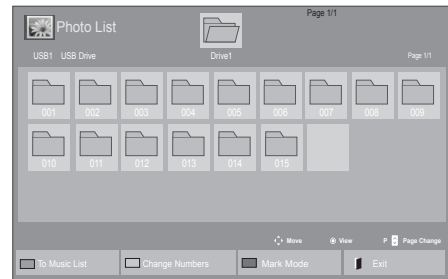 Page 1/1
Photo List
USB1 USB Drive Drive1 Page 1/1
001 002 003 004 005 006 007 008 009
010 011 012 013 014 015
Move View P Page Change
To Music List Change Numbers Mark Mode Exit